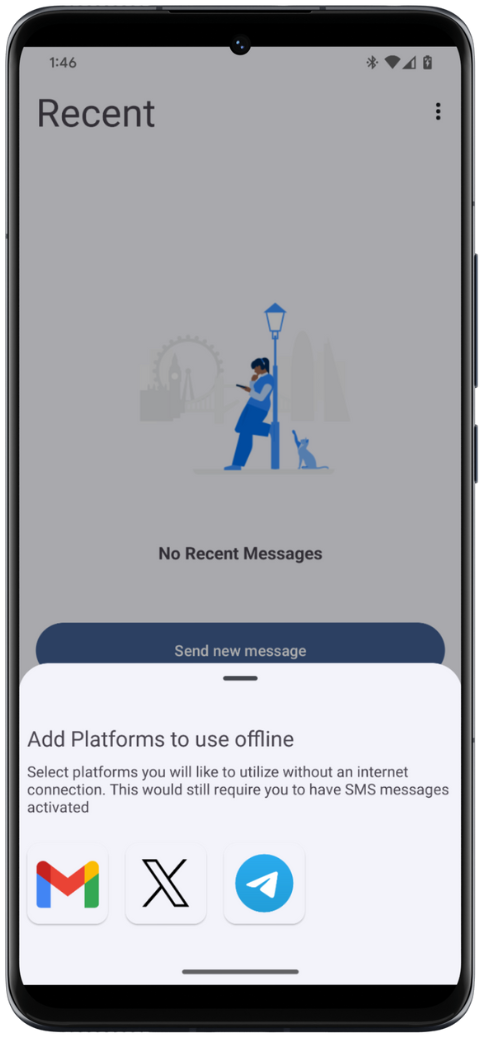 1:46
Recent
No Recent Messages
Send new message
Add Platforms to use offline
Select platforms you will like to utilize without an internet
connection. This would still require you to have SMS messages
activated